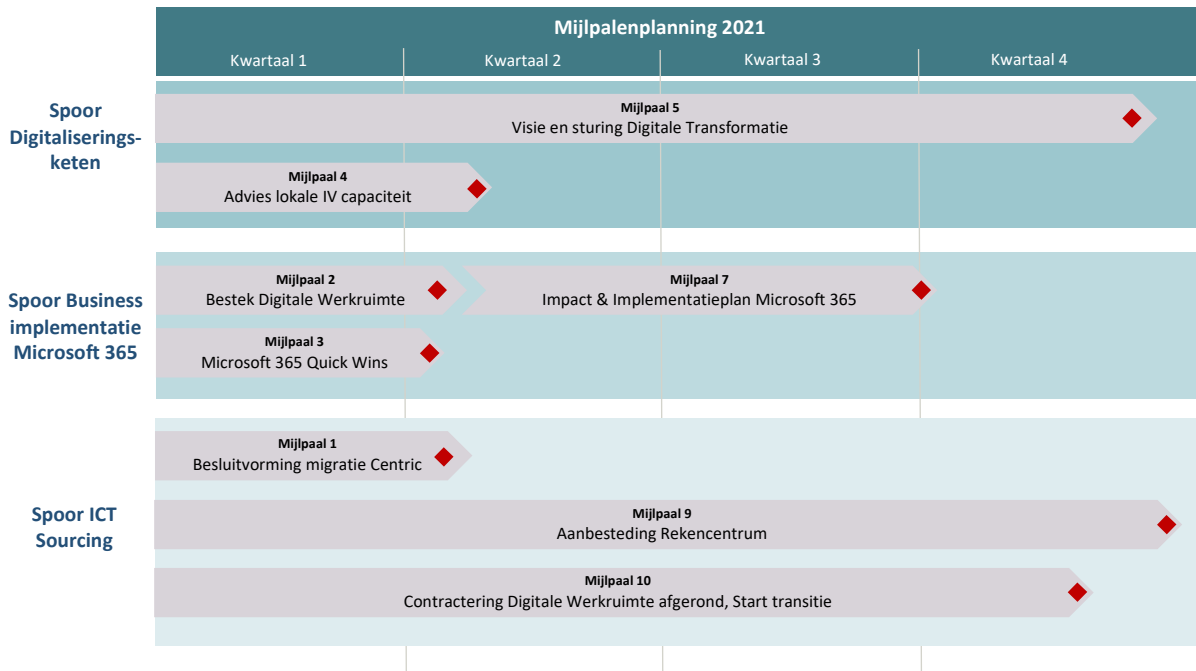 Mijlpalenplanning 2021
Kwartaal 1
Kwartaal 2
Kwartaal 3
Kwartaal 4
Spoor
Digitaliserings-
keten
Mijlpaal 5
Visie en sturing Digitale Transformatie
Mijlpaal 4
Advies lokale IV capaciteit
Spoor Business
implementatie
Microsoft 365
Mijlpaal 2
Bestek Digitale Werkruimte
Mijlpaal 7
Impact & Implementatieplan Microsoft 365
Mijlpaal 3
Microsoft 365 Quick Wins
Spoor ICT
Sourcing
Mijlpaal 1
Besluitvorming migratie Centric
Mijlpaal 9
Aanbesteding Rekencentrum
Mijlpaal 10
Contractering Digitale Werkruimte afgerond, Start transitie